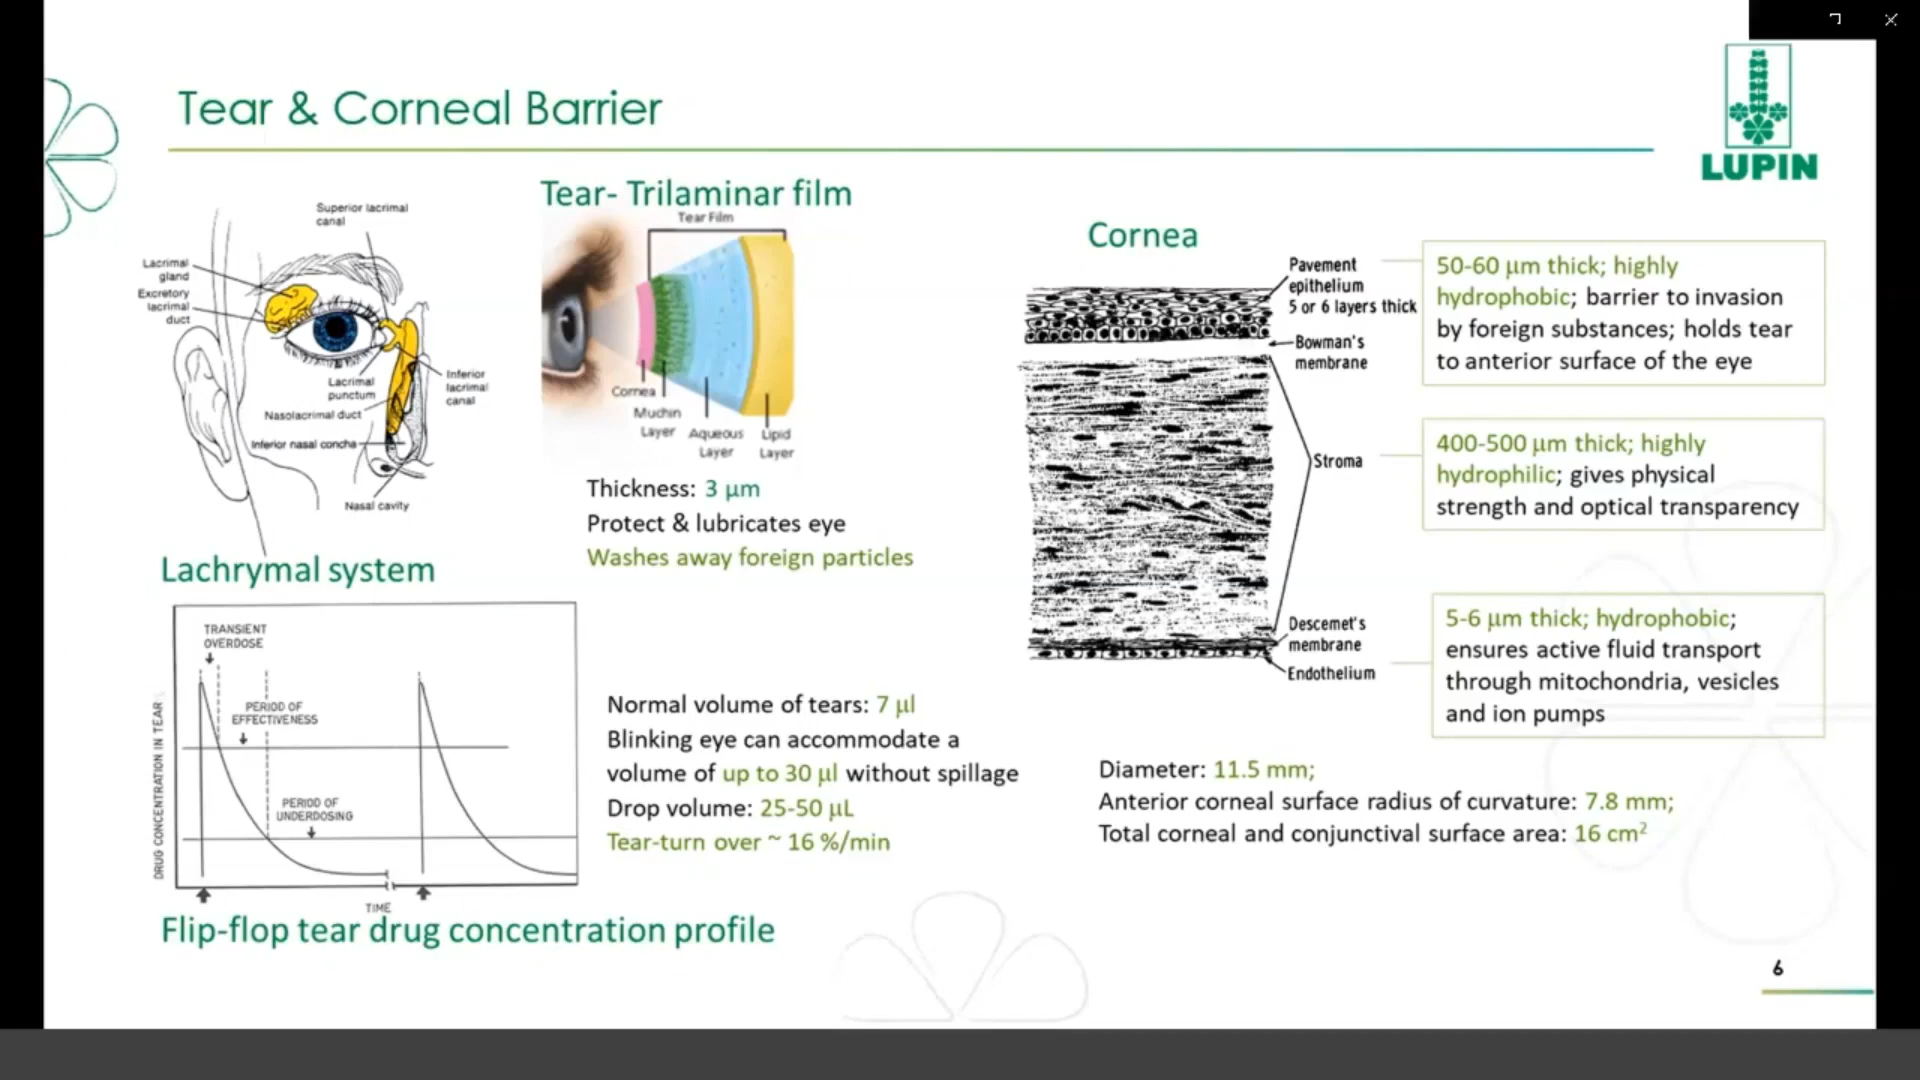 Tear & Corneal Barrier
LUPIN
Superior lacrimal
canal
Lacrimal
gland
Excretory
lacrimal
duct
Lacrimal
punctum
Inferior
lacrimal
canal
Nasolacrimal duct
Inferior nasal concha
Nasal cavity
Lachrymal system
Tear- Trilaminar film
Tear Film
Cornea
Muchin
Layer
Aqueous
Layer
Lipid
Layer
Thickness: 3 µm
Protect & lubricates eye
Washes away foreign particles
Cornea
Pavement
epithelium
5 or 6 layers thick
Bowman's
membrane
Stroma
Descemet's
membrane
Endothelium
50-60 µm thick; highly
hydrophobic; barrier to invasion
by foreign substances; holds tear
to anterior surface of the eye
400-500 µm thick; highly
hydrophilic; gives physical
strength and optical transparency
5-6 µm thick; hydrophobic;
ensures active fluid transport
through mitochondria, vesicles
and ion pumps
TRANSIENT
OVERDOSE
PERIOD OF
EFFECTIVENESS
PERIOD OF
UNDERDOSING
DRUG CONCENTRATION IN TEAR
TIME
Flip-flop tear drug concentration profile
Normal volume of tears: 7 µl
Blinking eye can accommodate a
volume of up to 30 µl without spillage
Drop volume: 25-50 µL
Tear-turn over ~ 16 %/min
Diameter: 11.5 mm;
Anterior corneal surface radius of curvature: 7.8 mm;
Total corneal and conjunctival surface area: 16 cm²
6